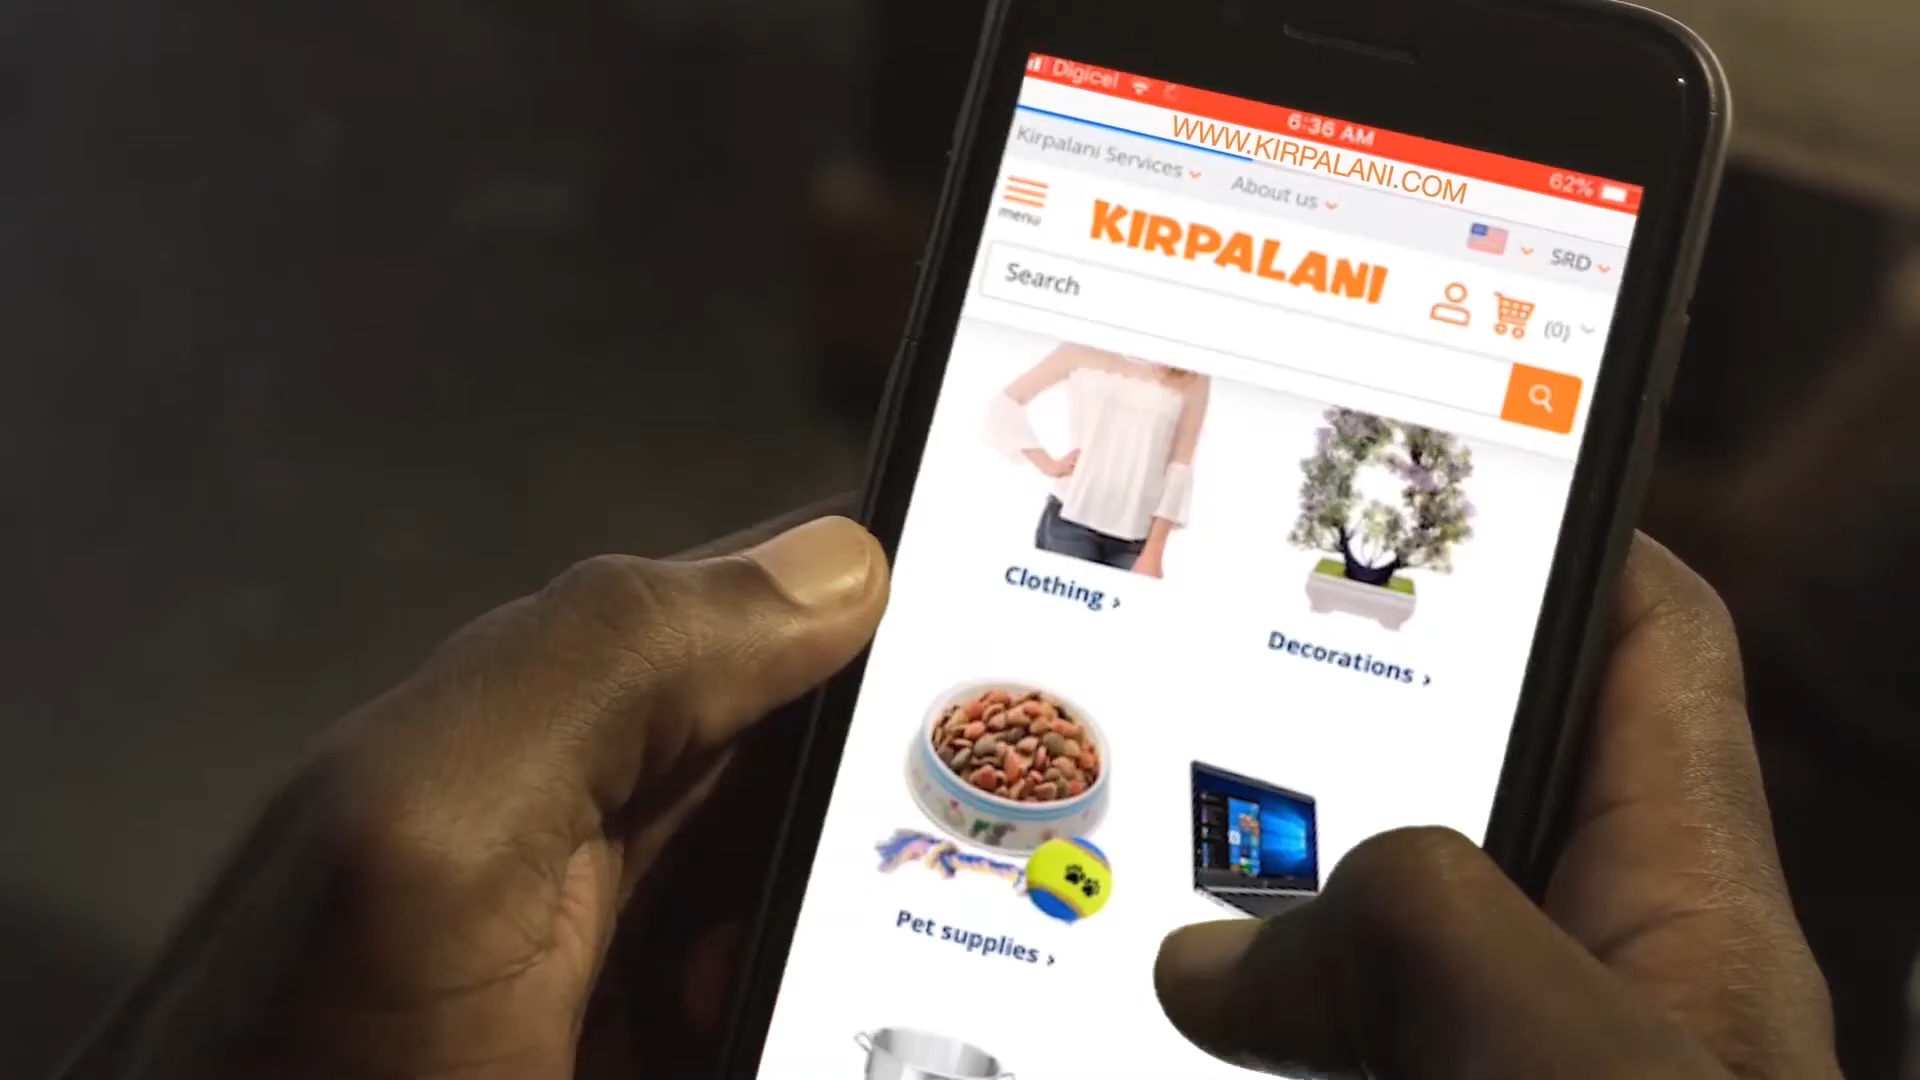 Digicel
6:36 AM
62%
WWW.KIRPALANI.COM
Kirpalani Services
About us
SRD
menu
KIRPALANI
Search
(0)
Clothing ›
Decorations ›
Pet supplies ›